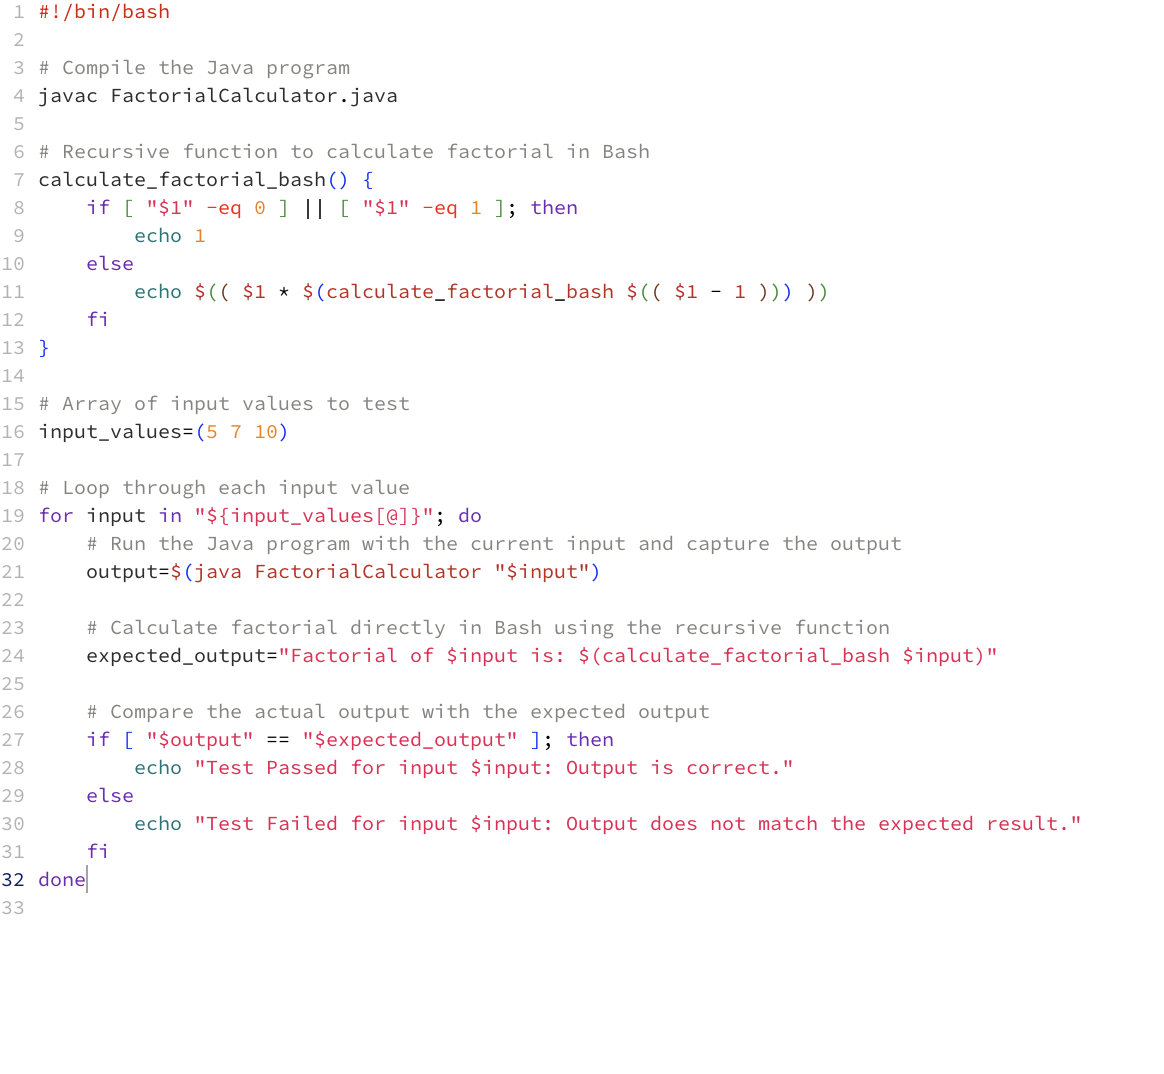 1 #!/bin/bash
2
3 # Compile the Java program
4 javac FactorialCalculator.java
5
6 # Recursive function to calculate factorial in Bash
7 calculate_factorial_bash() {
8     if [ "$1" -eq 0 ] || [ "$1" -eq 1 ]; then
9         echo 1
10     else
11         echo $(( $1 * $(calculate_factorial_bash $(( $1 - 1 ))) ))
12     fi
13 }
14
15 # Array of input values to test
16 input_values=(5 7 10)
17
18 # Loop through each input value
19 for input in "${input_values[@]}"; do
20     # Run the Java program with the current input and capture the output
21     output=$(java FactorialCalculator "$input")
22
23     # Calculate factorial directly in Bash using the recursive function
24     expected_output="Factorial of $input is: $(calculate_factorial_bash $input)"
25
26     # Compare the actual output with the expected output
27     if [ "$output" == "$expected_output" ]; then
28         echo "Test Passed for input $input: Output is correct."
29     else
30         echo "Test Failed for input $input: Output does not match the expected result."
31     fi
32 done
33